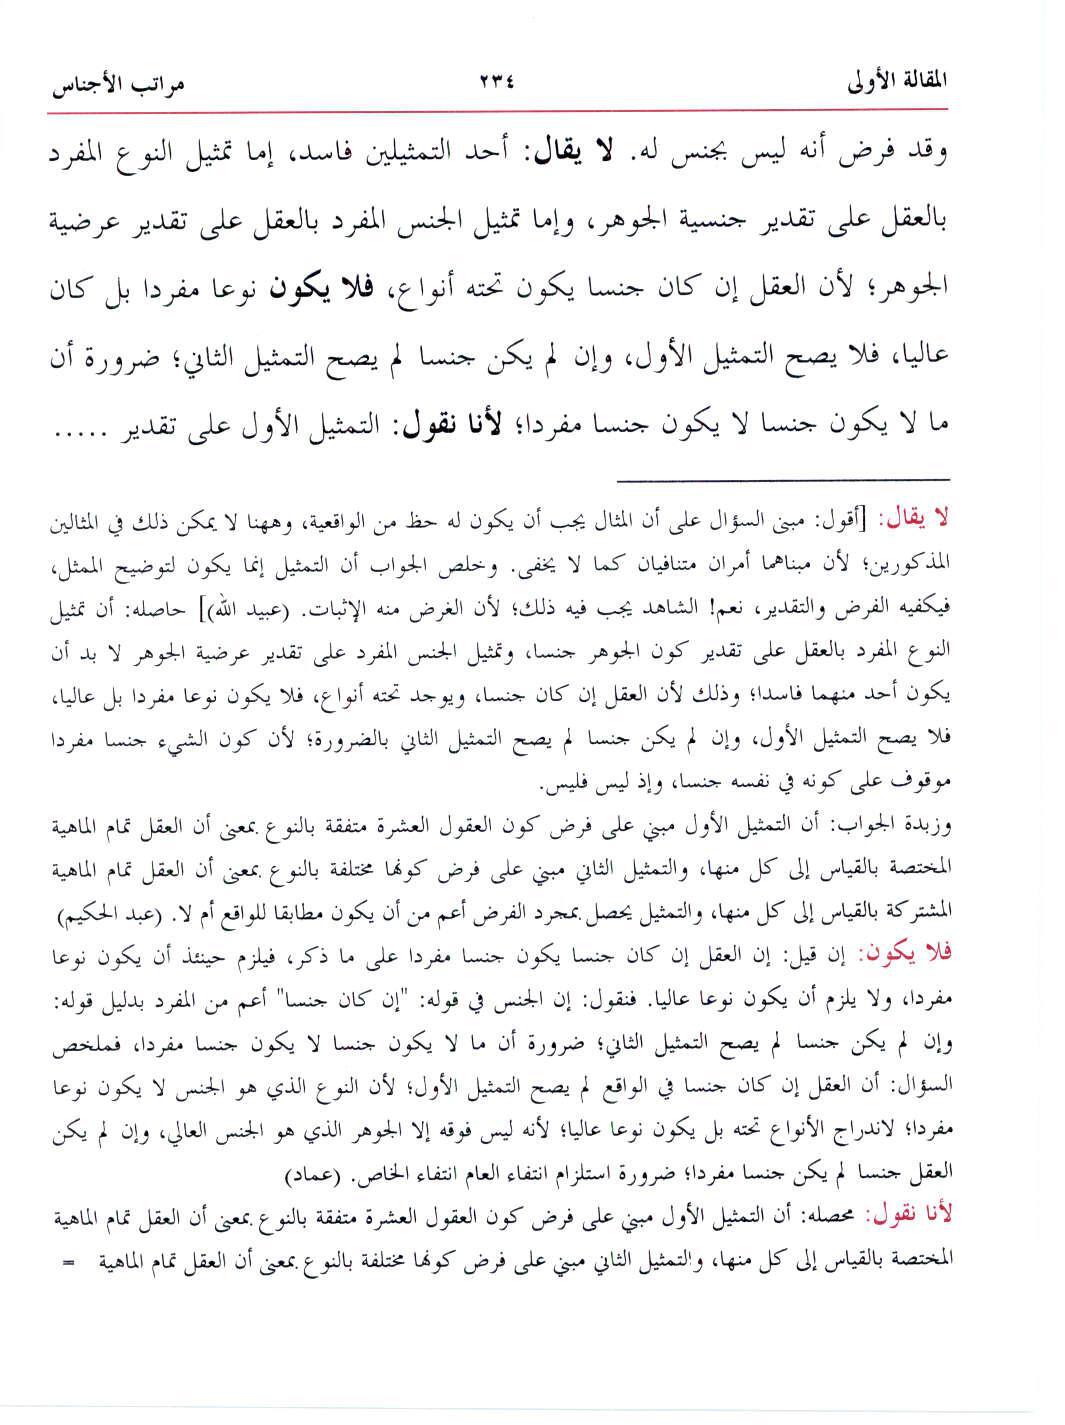 المقالة الأولى ٢٣٤ مراتب الأجناس
وقد فرض أنه ليس بجنس له. لا يقال: أحد التمثيلين فاسد، إما تمثيل النوع المفرد
بالعقل على تقدير جنسية الجوهر، وإما تمثيل الجنس المفرد بالعقل على تقدير عرضية
الجوهر؛ لأن العقل إن كان جنسا يكون تحته أنواع، فلا يكون نوعا مفردا بل كان
عاليا، فلا يصح التمثيل الأول، وإن لم يكن جنسا لم يصح التمثيل الثاني؛ ضرورة أن
ما لا يكون جنسا لا يكون جنسا مفردا؛ لأنا نقول: التمثيل الأول على تقدير .....
لا يقال: [أقول: مبنى السؤال على أن المثال يجب أن يكون له حظ من الواقعية، وههنا لا يمكن ذلك في المثالين
المذكورين؛ لأن مبناهما أمران متنافيان كما لا يخفى. وخلص الجواب أن التمثيل إنما يكون لتوضيح الممثل،
فيكفيه الفرض والتقدير، نعم! الشاهد يجب فيه ذلك؛ لأن الغرض منه الإثبات. (عبيد الله)] حاصله: أن تمثيل
النوع المفرد بالعقل على تقدير كون الجوهر جنسا، وتمثيل الجنس المفرد على تقدير عرضية الجوهر لا بد أن
يكون أحد منهما فاسدا؛ وذلك لأن العقل إن كان جنسا، ويوجد تحته أنواع، فلا يكون نوعا مفردا بل عاليا،
فلا يصح التمثيل الأول، وإن لم يكن جنسا لم يصح التمثيل الثاني بالضرورة؛ لأن كون الشيء جنسا مفردا
موقوف على كونه في نفسه جنسا، وإذ ليس فليس.
وزبدة الجواب: أن التمثيل الأول مبني على فرض كون العقول العشرة متفقة بالنوع بمعنى أن العقل تمام الماهية
المختصة بالقياس إلى كل منها، والتمثيل الثاني مبني على فرض كونها مختلفة بالنوع بمعنى أن العقل تمام الماهية
المشتركة بالقياس إلى كل منها، والتمثيل يحصل بمجرد الفرض أعم من أن يكون مطابقا للواقع أم لا. (عبد الحكيم)
فلا يكون: إن قيل: إن العقل إن كان جنسا يكون جنسا مفردا على ما ذكر، فيلزم حينئذ أن يكون نوعا
مفردا، ولا يلزم أن يكون نوعا عاليا. فنقول: إن الجنس في قوله: "إن كان جنسا" أعم من المفرد بدليل قوله:
وإن لم يكن جنسا لم يصح التمثيل الثاني؛ ضرورة أن ما لا يكون جنسا لا يكون جنسا مفردا، فملخص
السؤال: أن العقل إن كان جنسا في الواقع لم يصح التمثيل الأول؛ لأن النوع الذي هو الجنس لا يكون نوعا
مفردا؛ لاندراج الأنواع تحته بل يكون نوعا عاليا؛ لأنه ليس فوقه إلا الجوهر الذي هو الجنس العالي، وإن لم يكن
العقل جنسا لم يكن جنسا مفردا؛ ضرورة استلزام انتفاء العام انتفاء الخاص. (عماد)
لأنا نقول: محصله: أن التمثيل الأول مبني على فرض كون العقول العشرة متفقة بالنوع بمعنى أن العقل تمام الماهية
المختصة بالقياس إلى كل منها، والتمثيل الثاني مبني على فرض كونها مختلفة بالنوع بمعنى أن العقل تمام الماهية =